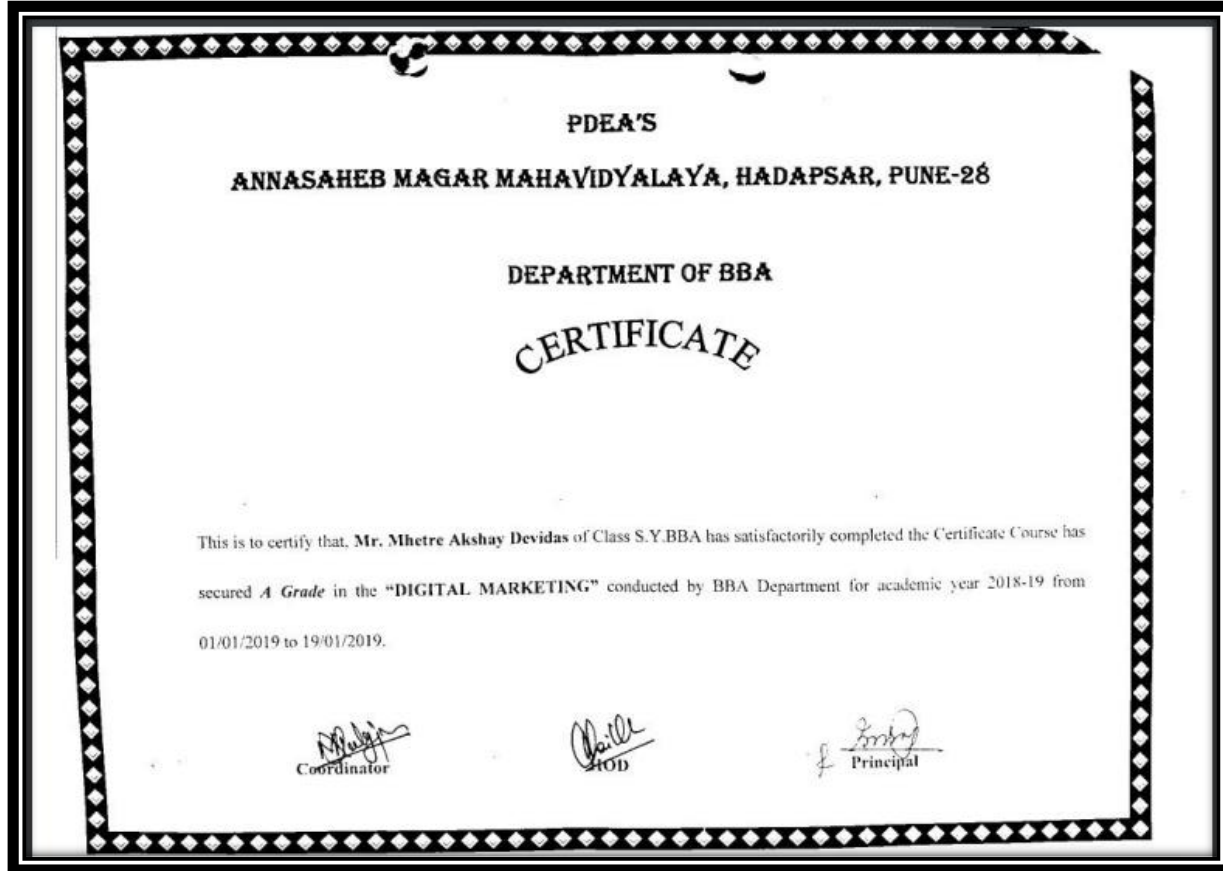 PDEA'S
ANNASAHEB MAGAR MAHAVIDYALAYA, HADAPSAR, PUNE-28
DEPARTMENT OF BBA
CERTIFICATE
This is to certify that, Mr. Mhetre Akshay Devidas of Class S.Y.BBA has satisfactorily completed the Certificate Course has
secured A Grade in the “DIGITAL MARKETING” conducted by BBA Department for academic year 2018-19 from
01/01/2019 to 19/01/2019.
Coordinator HOD Principal